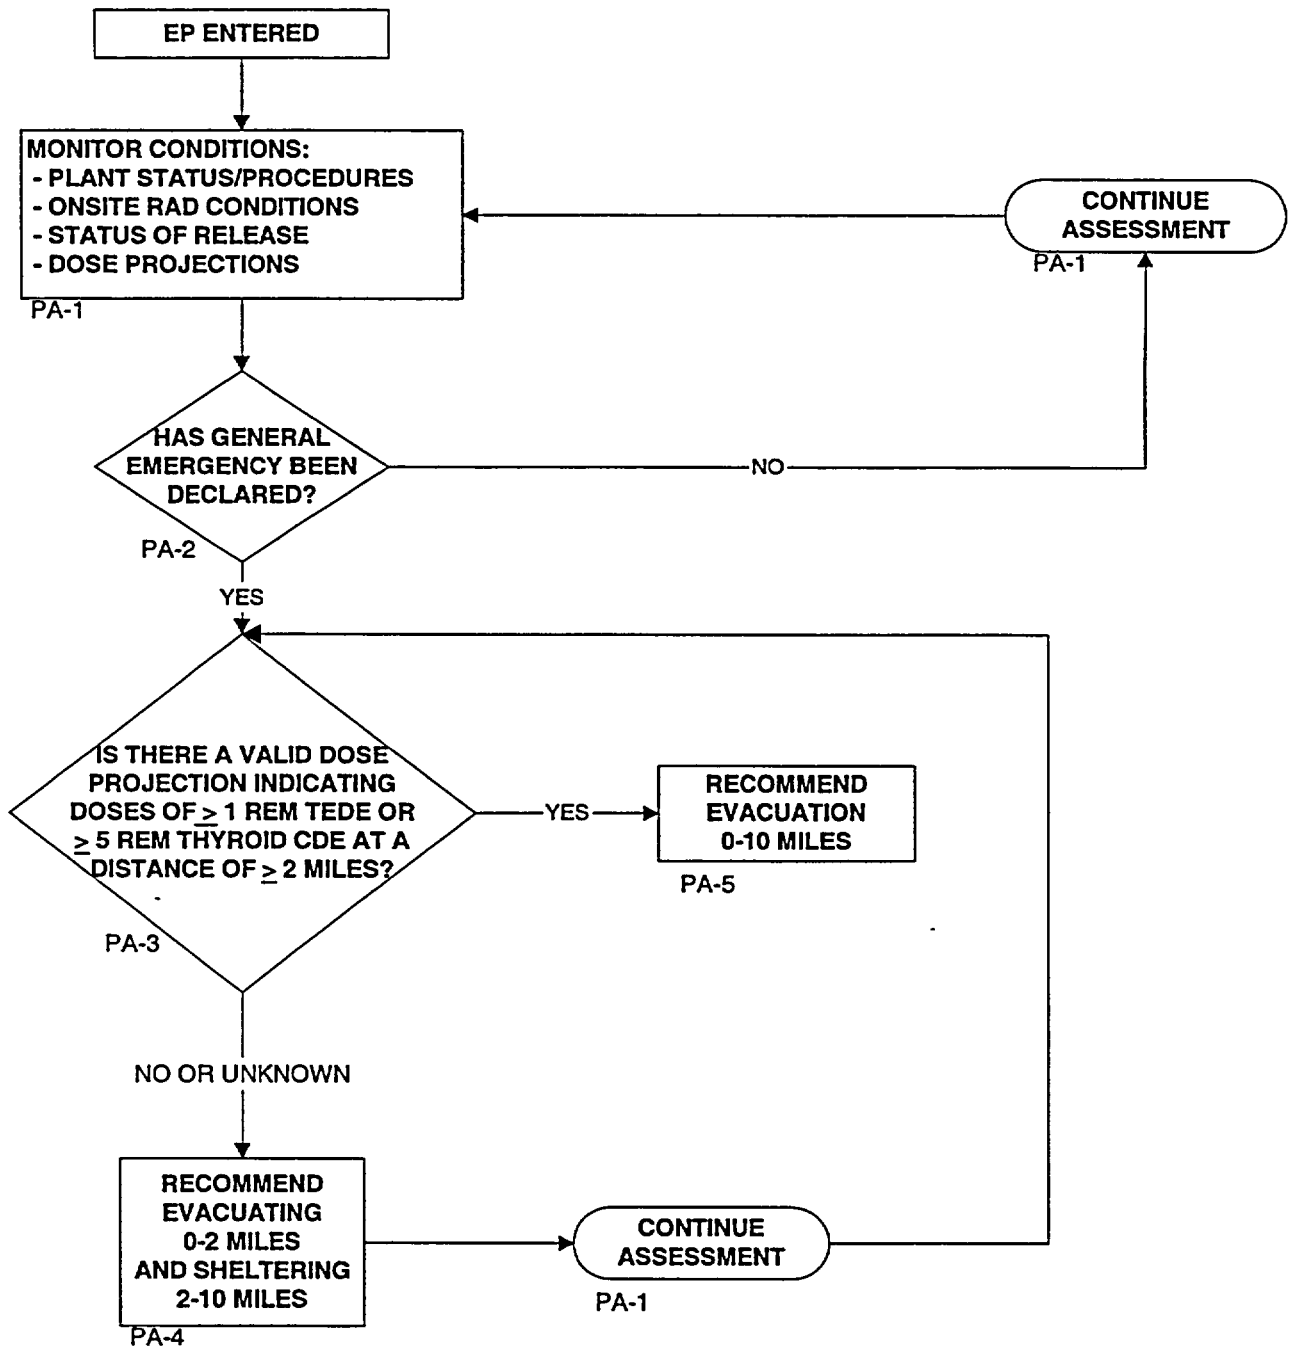 EP ENTERED
MONITOR CONDITIONS:
- PLANT STATUS/PROCEDURES
- ONSITE RAD CONDITIONS
- STATUS OF RELEASE
- DOSE PROJECTIONS
PA-1
CONTINUE
ASSESSMENT
PA-1
HAS GENERAL
EMERGENCY BEEN
DECLARED?
PA-2
NO
YES
IS THERE A VALID DOSE
PROJECTION INDICATING
DOSES OF ≥ 1 REM TEDE OR
≥ 5 REM THYROID CDE AT A
DISTANCE OF ≥ 2 MILES?
PA-3
YES
RECOMMEND
EVACUATION
0-10 MILES
PA-5
NO OR UNKNOWN
RECOMMEND
EVACUATING
0-2 MILES
AND SHELTERING
2-10 MILES
PA-4
CONTINUE
ASSESSMENT
PA-1